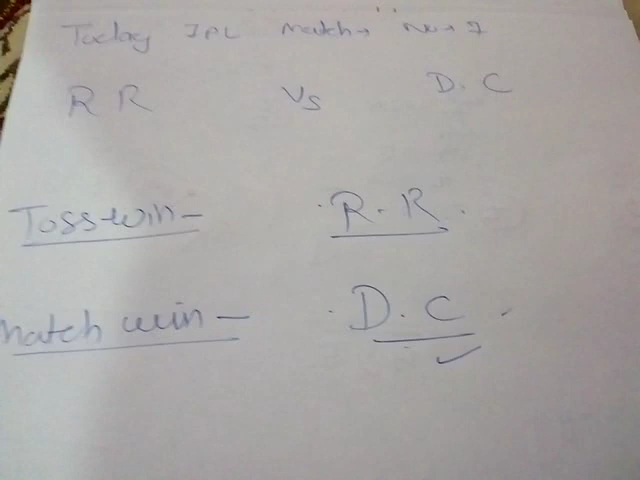 Today IPL Match → no → 7
R R Vs D. C
Toss win - R. R.
Match win - D. C